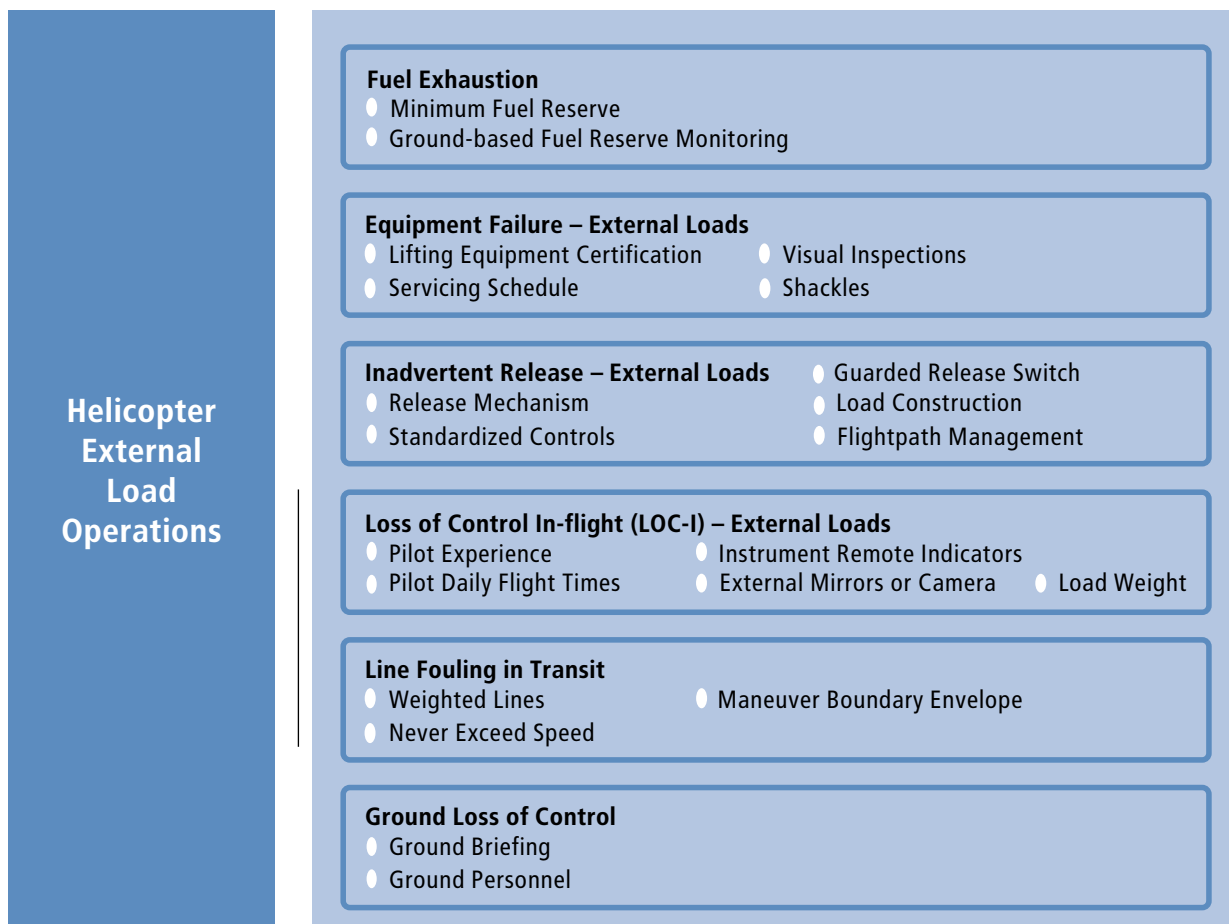 Helicopter
External
Load
Operations
Fuel Exhaustion
Minimum Fuel Reserve
Ground-based Fuel Reserve Monitoring
Equipment Failure – External Loads
Lifting Equipment Certification
Visual Inspections
Servicing Schedule
Shackles
Inadvertent Release – External Loads
Guarded Release Switch
Release Mechanism
Load Construction
Standardized Controls
Flightpath Management
Loss of Control In-flight (LOC-I) – External Loads
Pilot Experience
Instrument Remote Indicators
Pilot Daily Flight Times
External Mirrors or Camera
Load Weight
Line Fouling in Transit
Weighted Lines
Maneuver Boundary Envelope
Never Exceed Speed
Ground Loss of Control
Ground Briefing
Ground Personnel